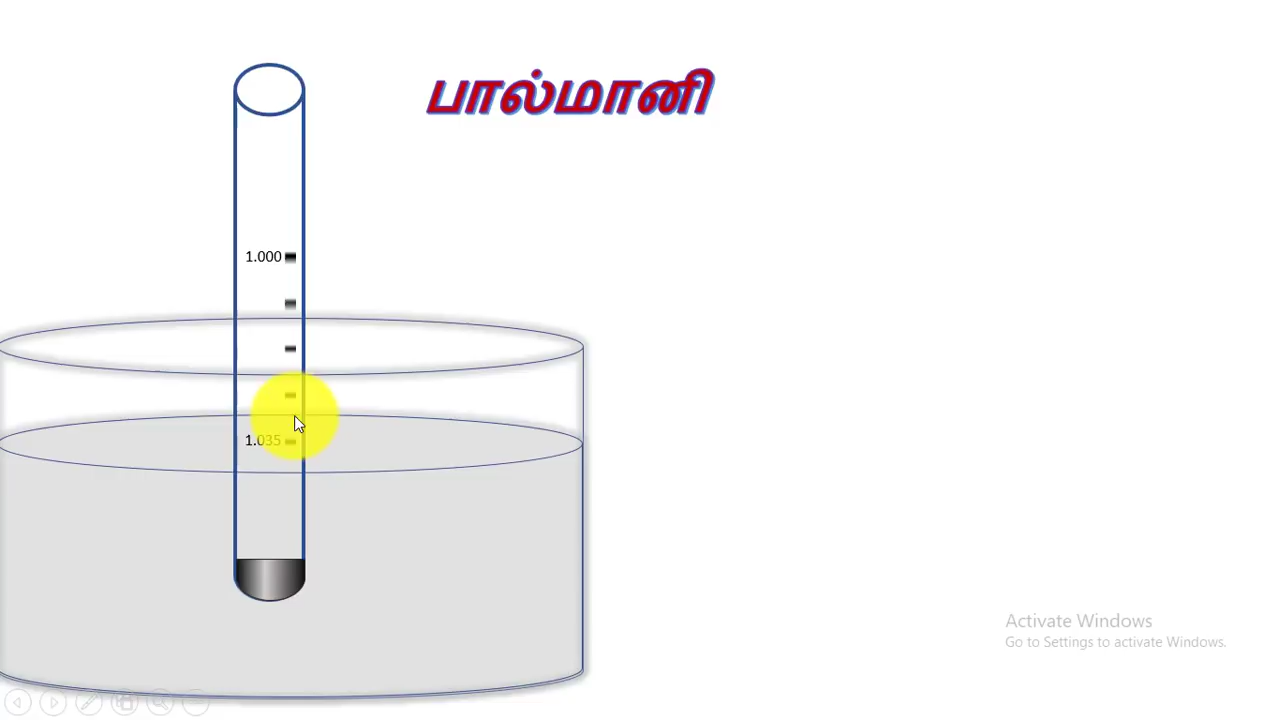 பால்மானி
1.000
1.035
Activate Windows
Go to Settings to activate Windows.